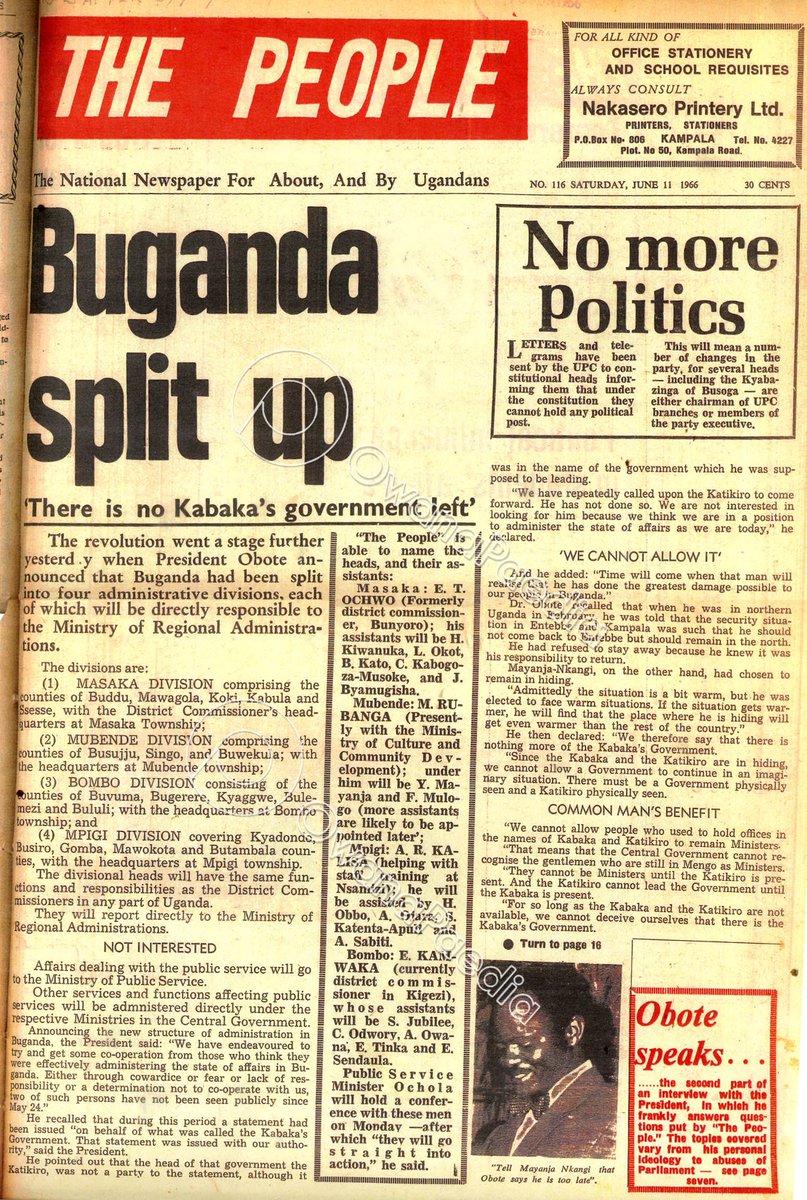 THE PEOPLE
FOR ALL KIND OF
OFFICE STATIONERY
AND SCHOOL REQUISITES
ALWAYS CONSULT
Nakasero Printery Ltd.
PRINTERS, STATIONERS
P.O.Box No. 806 KAMPALA Tel. No. 4227
Plot. No 50, Kampala Road.
The National Newspaper For About, And By Ugandans
NO. 116 SATURDAY, JUNE 11 1966 30 CENTS
Buganda
split up
'There is no Kabaka's government left'
The revolution went a stage further
yesterd.y when President Obote an-
nounced that Buganda had been split
into four administrative divisions, each
of which will be directly responsible to
the Ministry of Regional Administra-
tions.
The divisions are:
(1) MASAKA DIVISION comprising the
counties of Buddu, Mawagola, Koki, Kabula and
Ssesse, with the District Commissioner's head-
quarters at Masaka Township;
(2) MUBENDE DIVISION comprising the
counties of Busujju, Singo, and Buwekula; with
the headquarters at Mubende township;
(3) BOMBO DIVISION consisting of the
counties of Buvuma, Bugerere, Kyaggwe, Bule-
mezi and Bululi; with the headquarters at Bombo
township; and
(4) MPIGI DIVISION covering Kyadondo,
Busiro, Gomba, Mawokota and Butambala coun-
ties, with the headquarters at Mpigi township.
The divisional heads will have the same fun-
ctions and responsibilities as the District Com-
missioners in any part of Uganda.
They will report directly to the Ministry of
Regional Administrations.
NOT INTERESTED
Affairs dealing with the public service will go
to the Ministry of Public Service.
Other services and functions affecting public
services will be admnistered directly under the
respective Ministries in the Central Government.
Announcing the new structure of administration in
Buganda, the President said: "We have endeavoured to
try and get some co-operation from those who think they
were effectively administering the state of affairs in Bu-
ganda. Either through cowardice or fear or lack of res-
ponsibility or a determination not to co-operate with us,
two of such persons have not been seen publicly since
May 24."
He recalled that during this period a statement had
been issued "on behalf of what was called the Kabaka's
Government. That statement was issued with our autho-
rity," said the President.
He pointed out that the head of that government the
Katikiro, was not a party to the statement, although it
"The People' is
able to name the
heads, and their as-
sistants:
Masaka: E. T.
OCHWO (Formerly
district commission-
er, Bunyoro); his
assistants will be H.
Kiwanuka, L. Okot,
B. Kato, C. Kabogo-
za-Musoke, and J.
Byamugisha.
Mubende: M. RU-
BANGA (Present-
ly with the Minis-
try of Culture and
Community Dev-
elopment); under
him will be Y. Ma-
yanja and F. Mulo-
go (more assistants
are likely to be ap-
pointed later';
Mpigi: A. R. KA-
LISA (helping with
staff training at
Nsamizi); he will
be assisted by H.
Obbo, A. Ojara, S.
Katenta-Apuli and
A. Sabiti.
Bombo: E. KAM-
WAKA (currently
district commis-
sioner in Kigezi),
whose assistants
will be S. Jubilee,
C. Odwory, A. Owa-
na, E. Tinka and E.
Sendaula.
Public Service
Minister Ochola
will hold a confer-
ence with these men
on Monday —after
which "they will go
straight into
action," he said.
No more
politics
LETTERS and tele-
grams have been
sent by the UPC to con-
stitutional heads infor-
ming them that under
the constitution they
cannot hold any political
post.
This will mean a num-
ber of changes in the
party, for several heads
— including the Kyaba-
zinga of Busoga — are
either chairman of UPC
branches or members of
the party executive.
was in the name of the government which he was sup-
posed to be leading.
"We have repeatedly called upon the Katikiro to come
forward. He has not done so. We are not interested in
looking for him because we think we are in a position
to administer the state of affairs as we are today," he
declared.
'WE CANNOT ALLOW IT'
And he added: "Time will come when that man will
realise that he has done the greatest damage possible to
our people in Buganda."
Dr. Obote recalled that when he was in northern
Uganda in February, he was told that the security situa-
tion in Entebbe and Kampala was such that he should
not come back to Entebbe but should remain in the north.
He had refused to stay away because he knew it was
his responsibility to return.
Mayanja-Nkangi, on the other hand, had chosen to
remain in hiding.
"Admittedly the situation is a bit warm, but he was
elected to face warm situations. If the situation gets war-
mer, he will find that the place where he is hiding will
get even warmer than the rest of the country."
He then declared: "We therefore say that there is
nothing more of the Kabaka's Government.
"Since the Kabaka and the Katikiro are in hiding,
we cannot allow a Government to continue in an imagi-
nary situation. There must be a Government physically
seen and a Katikiro physically seen.
COMMON MAN'S BENEFIT
"We cannot allow people who used to hold offices in
the names of Kabaka and Katikiro to remain Ministers.
"That means that the Central Government cannot re-
cognise the gentlemen who are still in Mengo as Ministers.
"They cannot be Ministers until the Katikiro is pre-
sent. And the Katikiro cannot lead the Government until
the Kabaka is present.
"For so long as the Kabaka and the Katikiro are not
available, we cannot deceive ourselves that there is the
Kabaka's Government.
● Turn to page 16
"Tell Mayanja Nkangi that
Obote says he is too late".
Obote
speaks...
......the second part of
an interview with the
President, in which he
frankly answers ques-
tions put by "The Peo-
ple." The topics covered
vary from his personal
ideology to abuses of
Parliament — see page
seven.
OwanaPaedia
OwanaPaedia